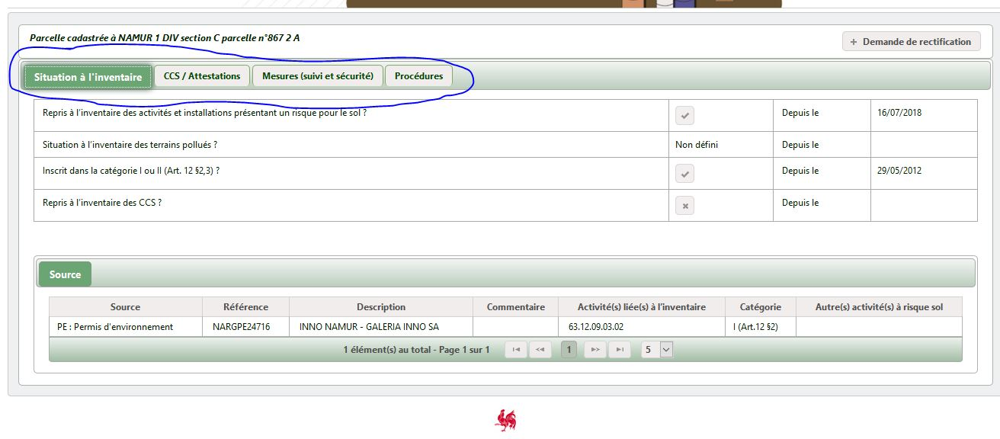 Parcelle cadastrée à NAMUR 1 DIV section C parcelle n°867 2 A
+ Demande de rectification
Situation à l'inventaire CCS / Attestations Mesures (suivi et sécurité) Procédures
Repris à l'inventaire des activités et installations présentant un risque pour le sol ? Depuis le 16/07/2018
Situation à l'inventaire des terrains pollués ? Non défini Depuis le
Inscrit dans la catégorie I ou II (Art. 12 §2,3) ? Depuis le 29/05/2012
Repris à l'inventaire des CCS ? Depuis le
Source
Source Référence Description Commentaire Activité(s) liée(s) à l'inventaire Catégorie Autre(s) activité(s) à risque sol
PE : Permis d'environnement NARGPE24716 INNO NAMUR - GALERIA INNO SA 63.12.09.03.02 I (Art.12 §2)
1 élément(s) au total - Page 1 sur 1 1 5